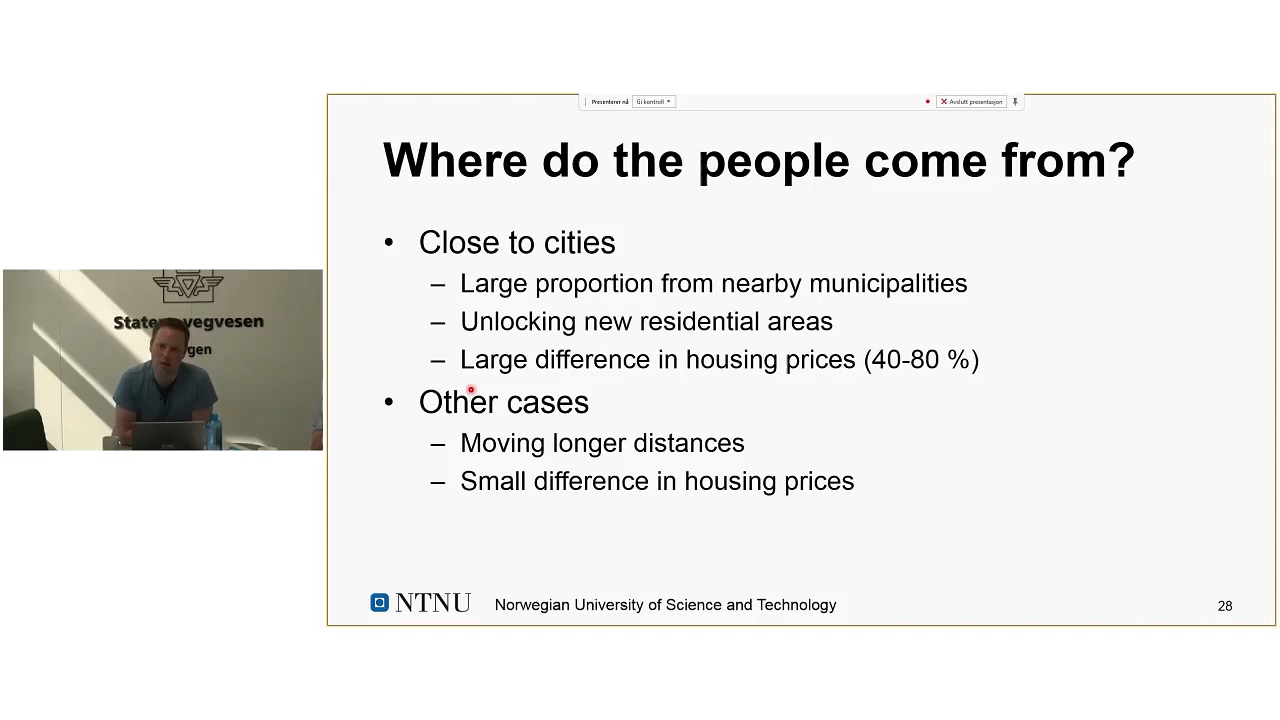 Presenterer nå Gi kontroll Avslutt presentasjon
Where do the people come from?
• Close to cities
– Large proportion from nearby municipalities
– Unlocking new residential areas
– Large difference in housing prices (40-80 %)
• Other cases
– Moving longer distances
– Small difference in housing prices
NTNU Norwegian University of Science and Technology
28
State vegvesen
gen